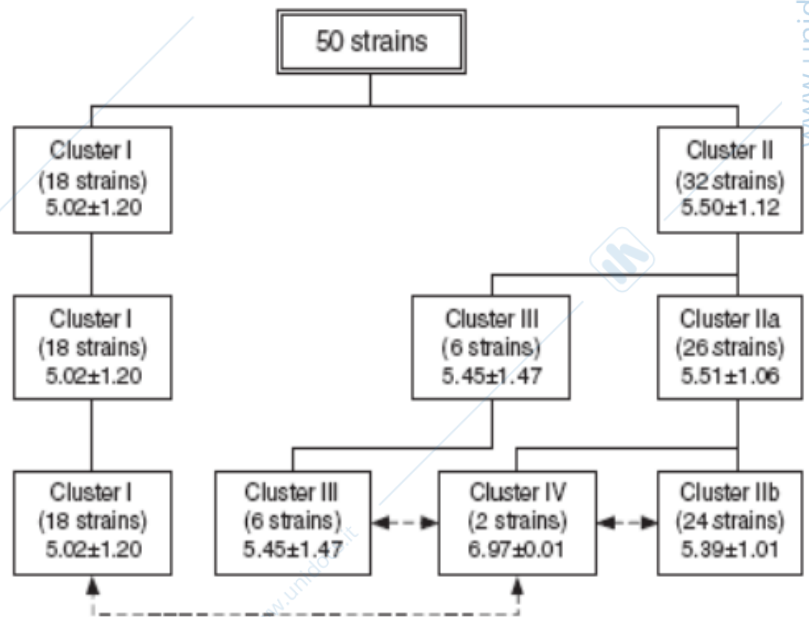 50 strains
Cluster I
(18 strains)
5.02±1.20
Cluster II
(32 strains)
5.50±1.12
Cluster I
(18 strains)
5.02±1.20
Cluster III
(6 strains)
5.45±1.47
Cluster IIa
(26 strains)
5.51±1.06
Cluster I
(18 strains)
5.02±1.20
Cluster III
(6 strains)
5.45±1.47
Cluster IV
(2 strains)
6.97±0.01
Cluster IIb
(24 strains)
5.39±1.01